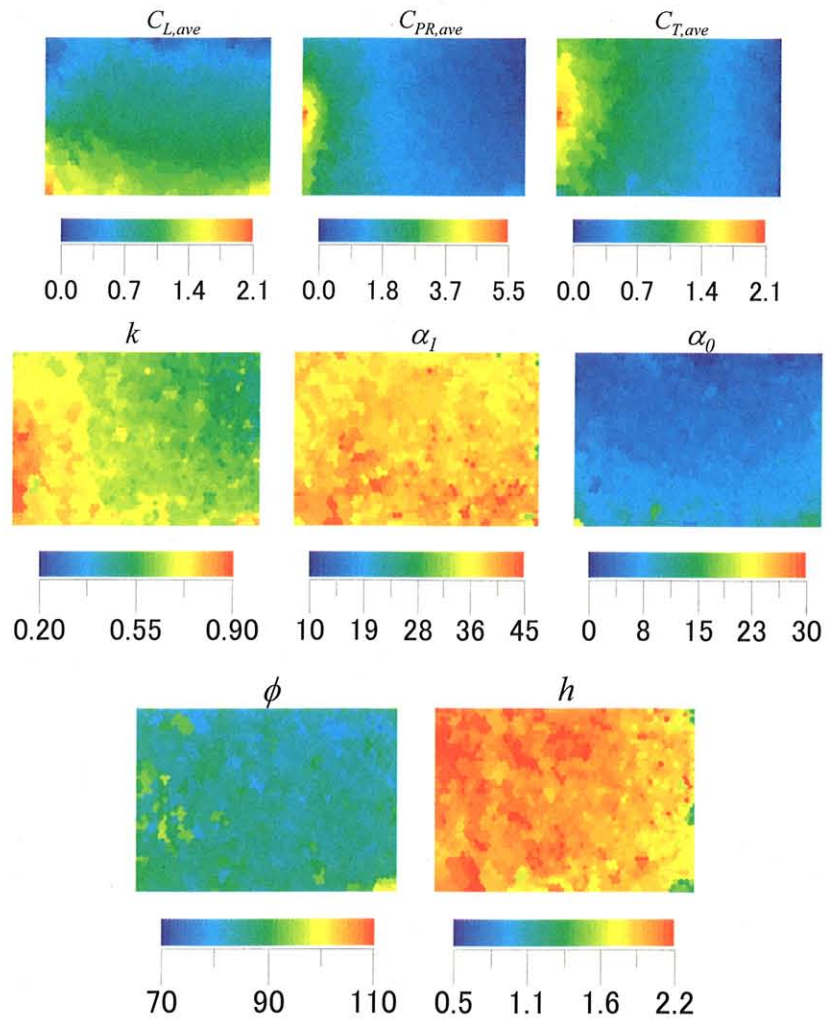 C_{L,ave} C_{PR,ave} C_{T,ave}
0.0 0.7 1.4 2.1 0.0 1.8 3.7 5.5 0.0 0.7 1.4 2.1
k α_1 α_0
0.20 0.55 0.90 10 19 28 36 45 0 8 15 23 30
ϕ h
70 90 110 0.5 1.1 1.6 2.2